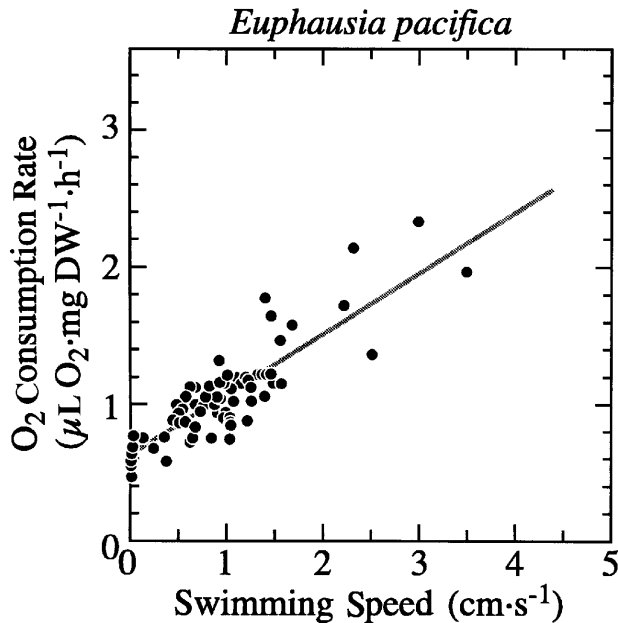 Euphausia pacifica
O₂ Consumption Rate
(μL O₂·mg DW⁻¹·h⁻¹)
3
2
1
0
0 1 2 3 4 5
Swimming Speed (cm·s⁻¹)